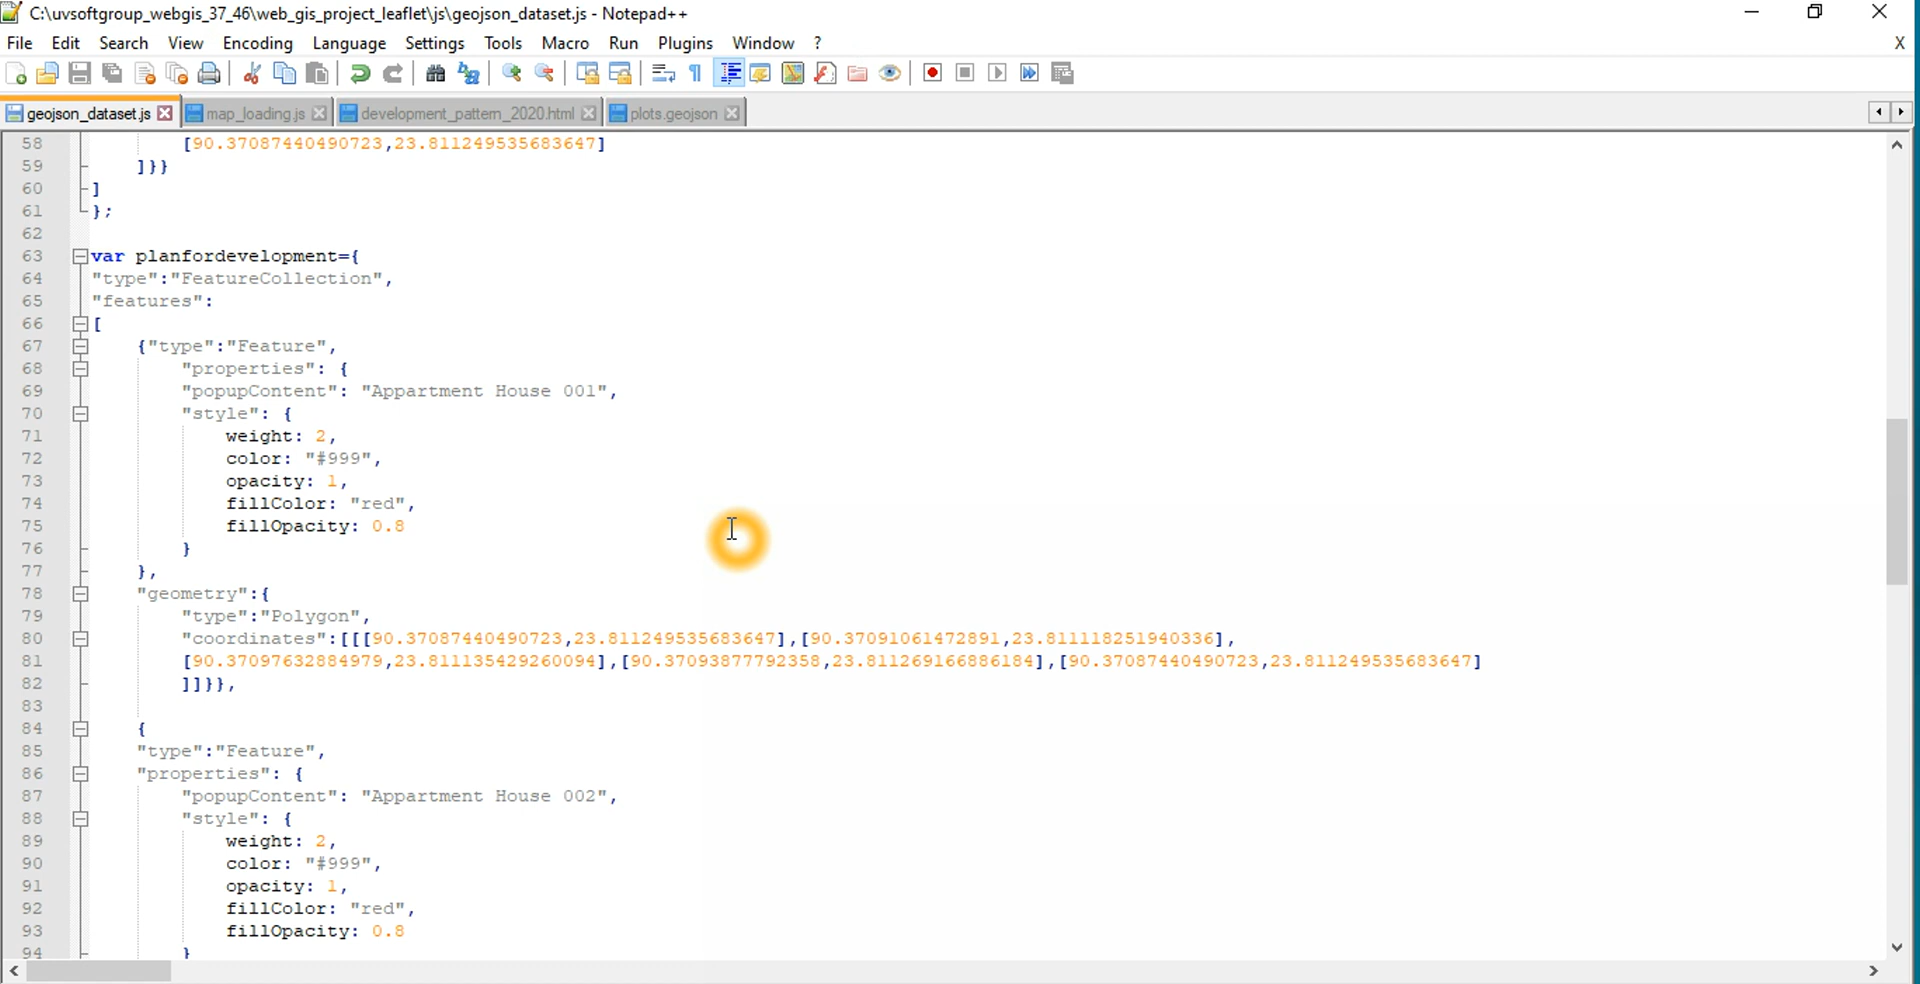 C:\uvsoftgroup_webgis_37_46\web_gis_project_leaflet\js\geojson_dataset.js - Notepad++
File Edit Search View Encoding Language Settings Tools Macro Run Plugins Window ? X
geojson_dataset.js map_loading.js development_pattern_2020.html plots.geojson
58 [90.37087440490723,23.811249535683647]
59 ]}}
60 ]
61 };
62
63 var planfordevelopment={
64 "type":"FeatureCollection",
65 "features":
66 [
67 {"type":"Feature",
68 "properties": {
69 "popupContent": "Appartment House 001",
70 "style": {
71 weight: 2,
72 color: "#999",
73 opacity: 1,
74 fillColor: "red",
75 fillOpacity: 0.8
76 }
77 },
78 "geometry":{
79 "type":"Polygon",
80 "coordinates":[[[90.37087440490723,23.811249535683647],[90.37091061472891,23.811118251940336],
81 [90.37097632884979,23.811135429260094],[90.37093877792358,23.811269166886184],[90.37087440490723,23.811249535683647]
82 ]]}},
83
84 {
85 "type":"Feature",
86 "properties": {
87 "popupContent": "Appartment House 002",
88 "style": {
89 weight: 2,
90 color: "#999",
91 opacity: 1,
92 fillColor: "red",
93 fillOpacity: 0.8
94 }